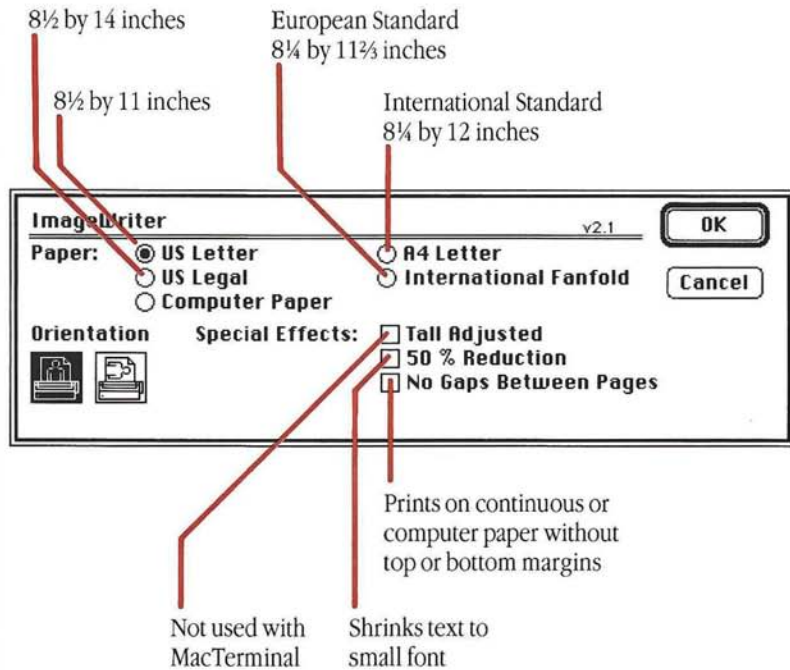 8½ by 14 inches
European Standard
8¼ by 11⅔ inches
8½ by 11 inches
International Standard
8¼ by 12 inches
ImageWriter v2.1 OK
Paper: US Letter A4 Letter
US Legal International Fanfold Cancel
Computer Paper
Orientation Special Effects: Tall Adjusted
50 % Reduction
No Gaps Between Pages
Prints on continuous or
computer paper without
top or bottom margins
Not used with
MacTerminal
Shrinks text to
small font